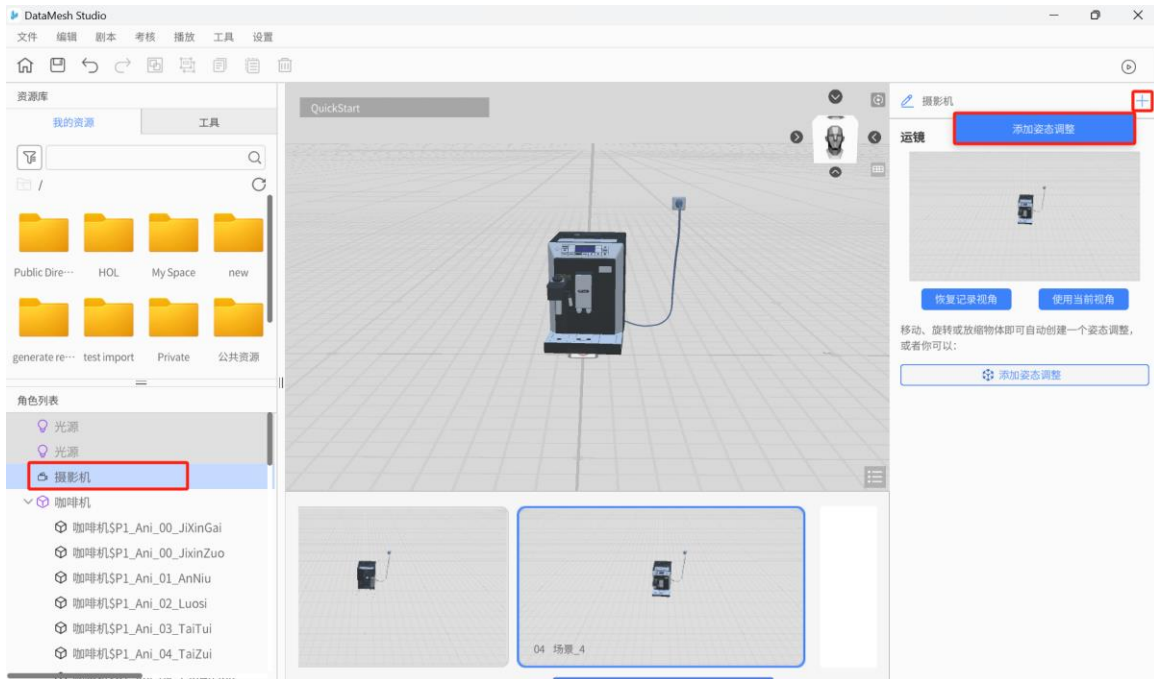 DataMesh Studio
文件 编辑 剧本 考核 播放 工具 设置
资源库
我的资源 工具
/
Public Dire··· HOL My Space new
generate re··· test import Private 公共资源
角色列表
光源
光源
摄影机
咖啡机
咖啡机$P1_Ani_00_JiXinGai
咖啡机$P1_Ani_00_JixinZuo
咖啡机$P1_Ani_01_AnNiu
咖啡机$P1_Ani_02_Luosi
咖啡机$P1_Ani_03_TaiTui
咖啡机$P1_Ani_04_TaiZui
QuickStart
04 场景_4
摄影机
添加姿态调整
运镜
恢复记录视角 使用当前视角
移动、旋转或放缩物体即可自动创建一个姿态调整，
或者你可以：
添加姿态调整